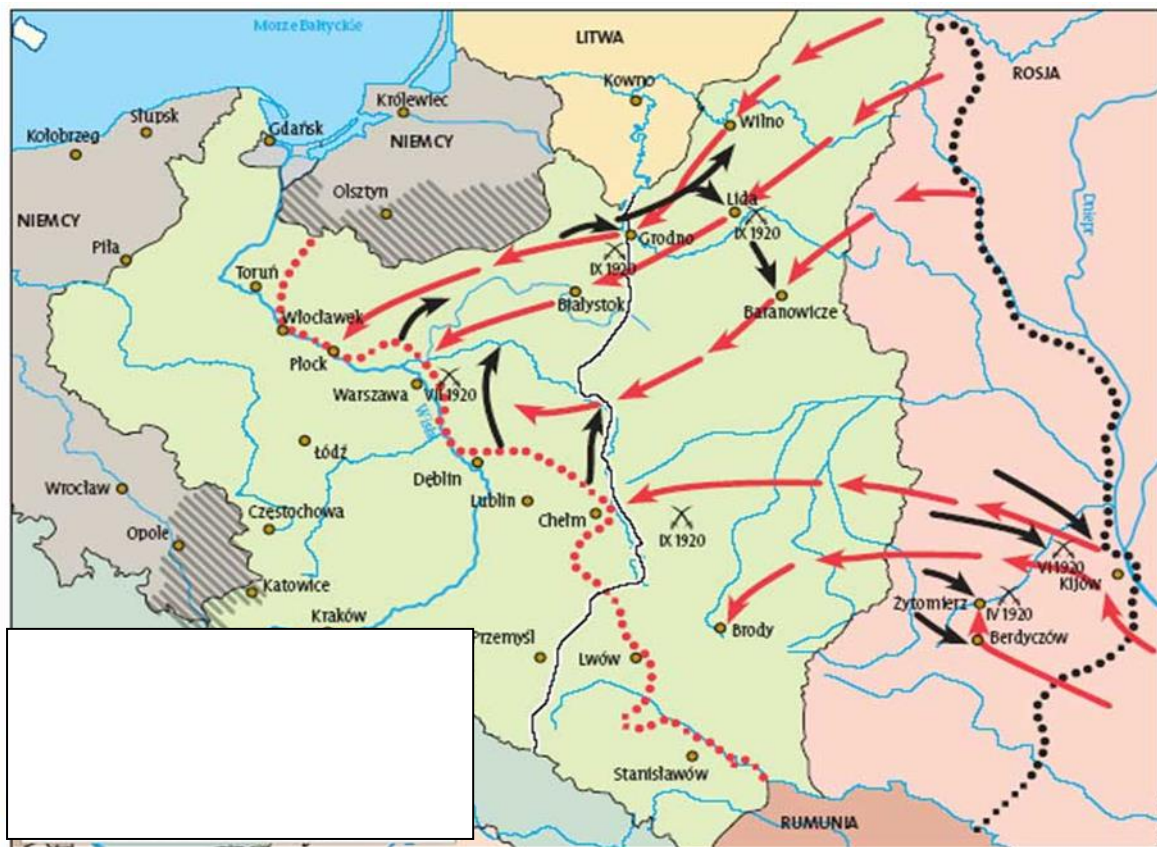 Morze Bałtyckie
LITWA
ROSJA
Kowno
Królewiec
Słupsk
Gdańsk
Kołobrzeg
Wilno
NIEMCY
Olsztyn
NIEMCY
Dniepr
Lida
IX 1920
Piła
Grodno
IX 1920
Toruń
Białystok
Baranowicze
Włocławek
Płock
Warszawa
VII 1920
Wisła
Łódź
Dęblin
Wrocław
Lublin
Chełm
Częstochowa
IX 1920
Opole
VI 1920
Kijów
Katowice
Żytomierz
IV 1920
Kraków
Brody
Berdyczów
Przemyśl
Lwów
Stanisławów
RUMUNIA